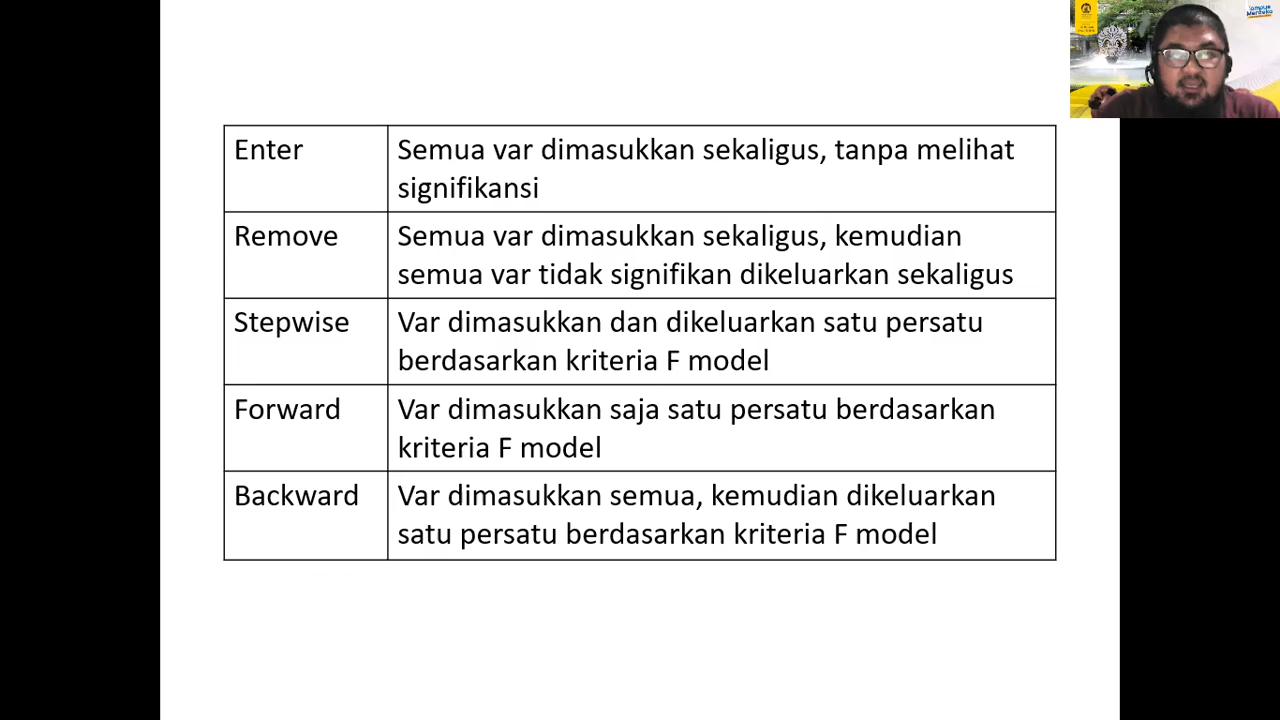 Enter
Semua var dimasukkan sekaligus, tanpa melihat
signifikansi
Remove
Semua var dimasukkan sekaligus, kemudian
semua var tidak signifikan dikeluarkan sekaligus
Stepwise
Var dimasukkan dan dikeluarkan satu persatu
berdasarkan kriteria F model
Forward
Var dimasukkan saja satu persatu berdasarkan
kriteria F model
Backward
Var dimasukkan semua, kemudian dikeluarkan
satu persatu berdasarkan kriteria F model